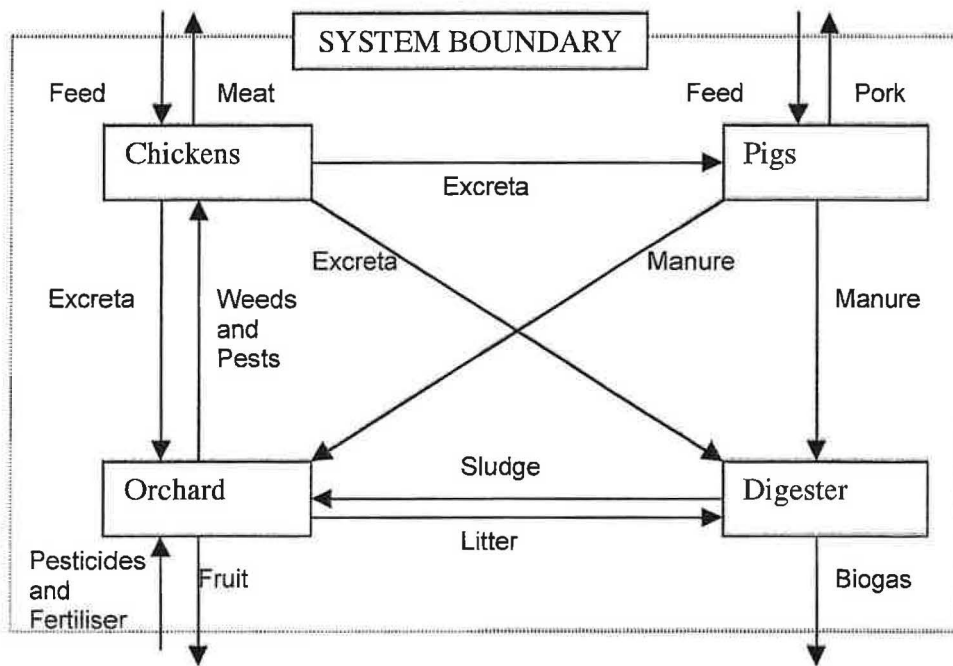 SYSTEM BOUNDARY
Feed
Meat
Feed
Pork
Chickens
Pigs
Excreta
Excreta
Manure
Excreta
Weeds
and
Pests
Manure
Sludge
Orchard
Digester
Litter
Pesticides
and
Fertiliser
Fruit
Biogas